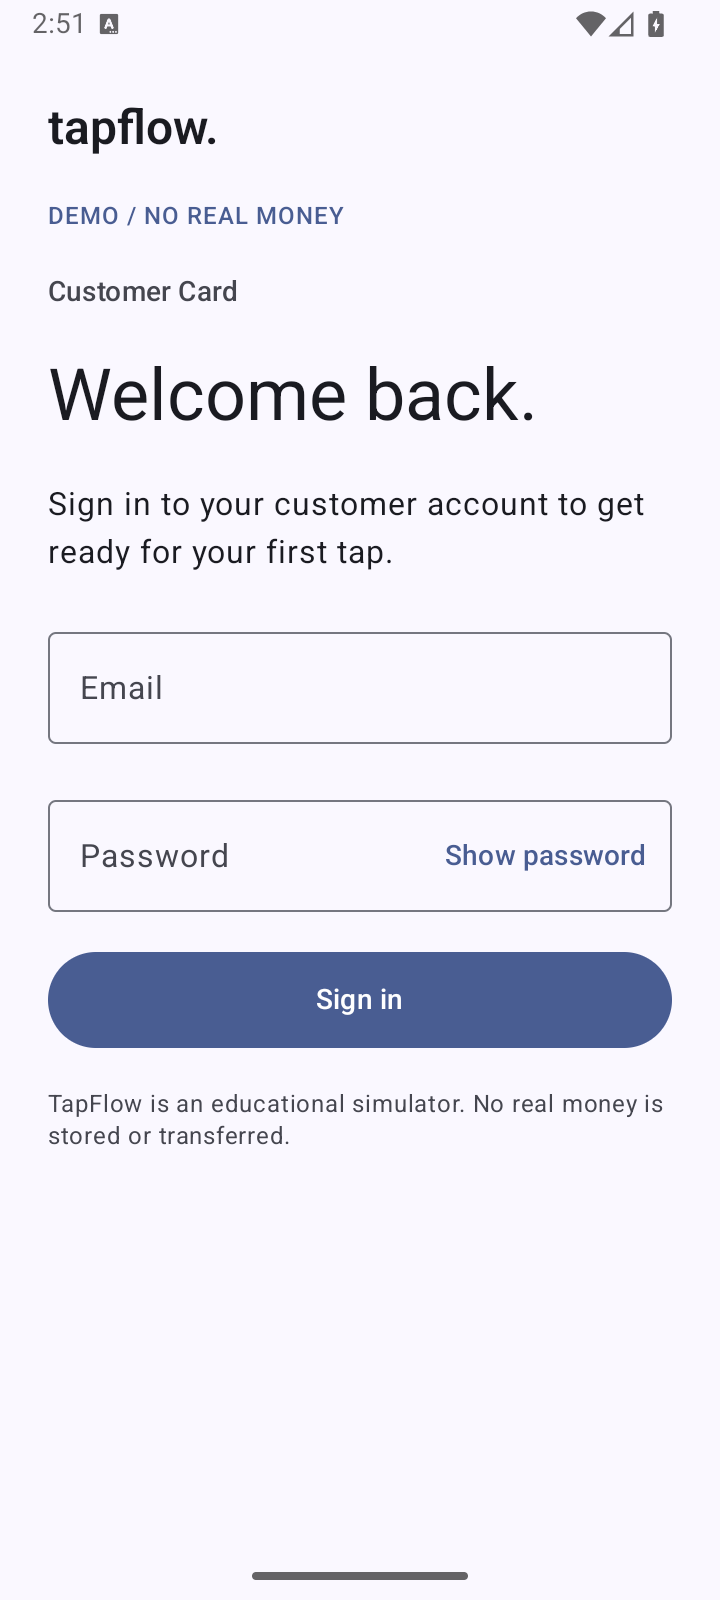 2:51
tapflow.
DEMO / NO REAL MONEY
Customer Card
Welcome back.
Sign in to your customer account to get
ready for your first tap.
Email
Password Show password
Sign in
TapFlow is an educational simulator. No real money is
stored or transferred.